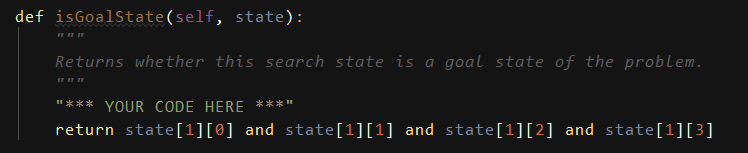 def isGoalState(self, state):
"""
Returns whether this search state is a goal state of the problem.
"""
"*** YOUR CODE HERE ***"
return state[1][0] and state[1][1] and state[1][2] and state[1][3]